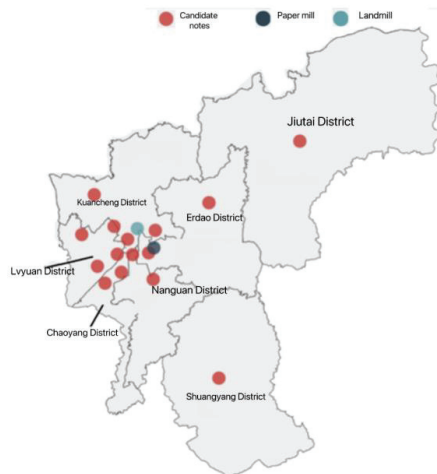 Candidate
notes
Paper mill
Landmill
Jiutai District
Kuancheng District
Erdao District
Lvyuan District
Nanguan District
Chaoyang District
Shuangyang District